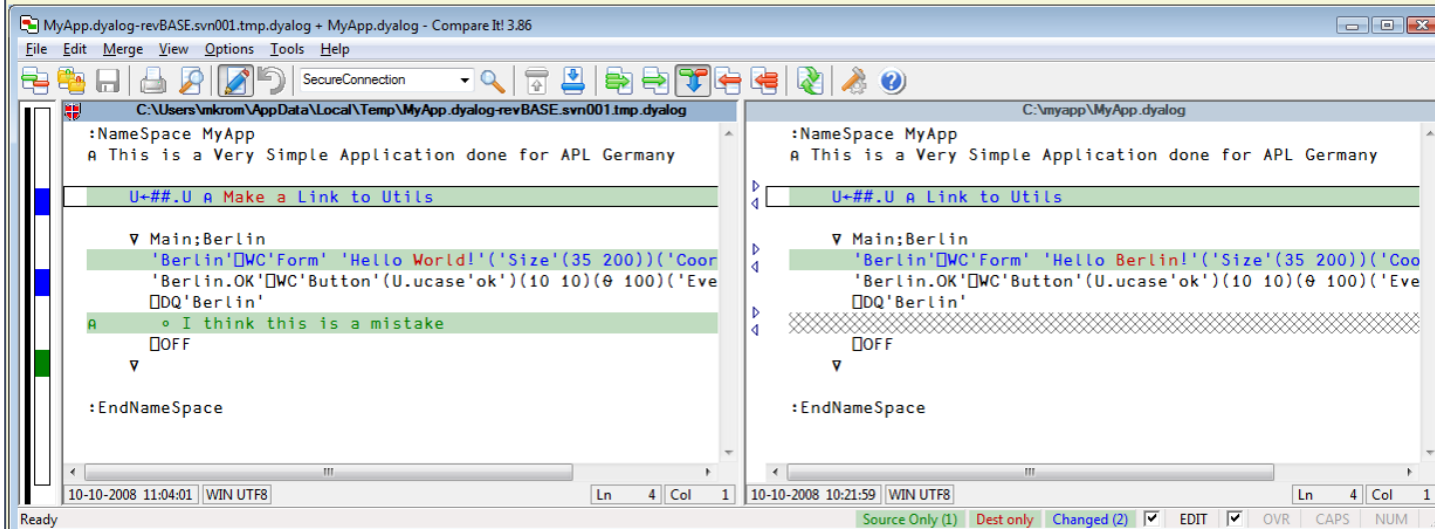 MyApp.dyalog-revBASE.svn001.tmp.dyalog + MyApp.dyalog - Compare It! 3.86
File Edit Merge View Options Tools Help
SecureConnection
C:\Users\mkrom\AppData\Local\Temp\MyApp.dyalog-revBASE.svn001.tmp.dyalog
:NameSpace MyApp
⍝ This is a Very Simple Application done for APL Germany
U←##.U ⍝ Make a Link to Utils
∇ Main;Berlin
'Berlin'⎕WC'Form' 'Hello World!'('Size'(35 200))('Coor
'Berlin.OK'⎕WC'Button'(U.ucase'ok')(10 10)(⍬ 100)('Eve
⎕DQ'Berlin'
⍝ ∘ I think this is a mistake
⎕OFF
∇
:EndNameSpace
10-10-2008 11:04:01 WIN UTF8 Ln 4 Col 1
C:\myapp\MyApp.dyalog
:NameSpace MyApp
⍝ This is a Very Simple Application done for APL Germany
U←##.U ⍝ Link to Utils
∇ Main;Berlin
'Berlin'⎕WC'Form' 'Hello Berlin!'('Size'(35 200))('Coo
'Berlin.OK'⎕WC'Button'(U.ucase'ok')(10 10)(⍬ 100)('Eve
⎕DQ'Berlin'
⎕OFF
∇
:EndNameSpace
10-10-2008 10:21:59 WIN UTF8 Ln 4 Col 1
Ready Source Only (1) Dest only Changed (2) EDIT OVR CAPS NUM